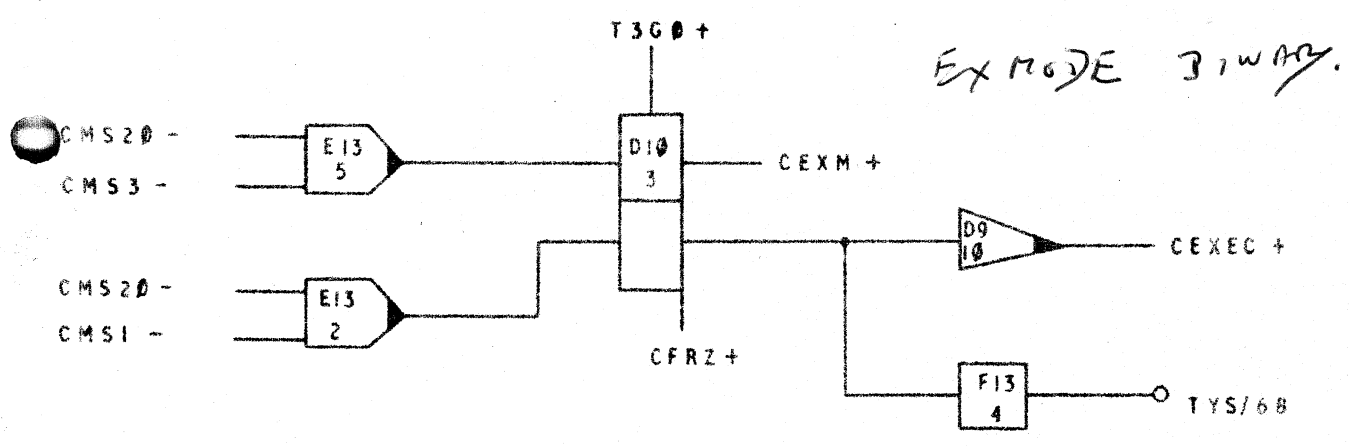 T3G0+
EXMODE BINARY.
CMS20 -
E13
5
D10
3
CEXM +
CMS3 -
D9
10
CEXEC +
CMS20 -
E13
2
CMS1 -
CFRZ+
F13
4
TYS/68